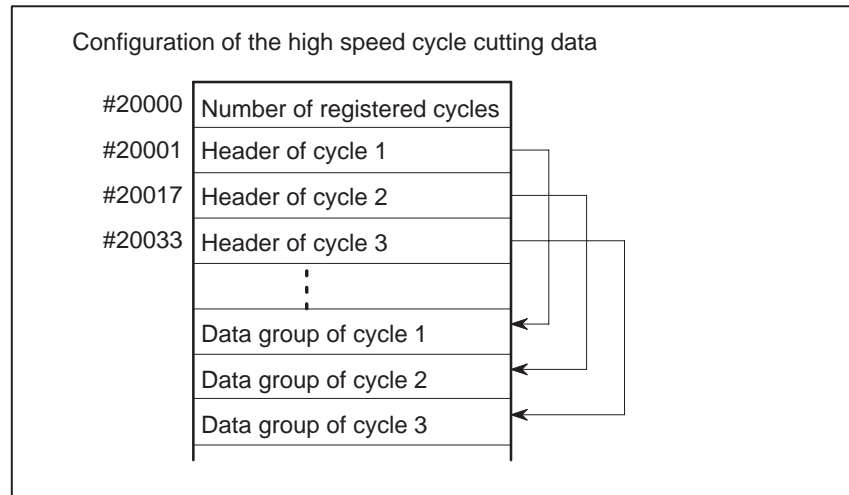 Configuration of the high speed cycle cutting data
#20000 Number of registered cycles
#20001 Header of cycle 1
#20017 Header of cycle 2
#20033 Header of cycle 3
Data group of cycle 1
Data group of cycle 2
Data group of cycle 3